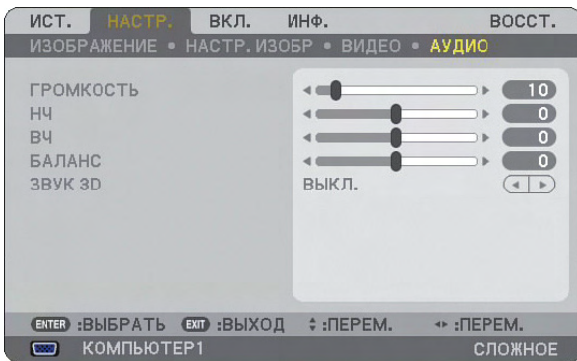 ИСТ. НАСТР. ВКЛ. ИНФ. ВОССТ.
ИЗОБРАЖЕНИЕ • НАСТР.ИЗОБР • ВИДЕО • АУДИО
ГРОМКОСТЬ 10
НЧ 0
ВЧ 0
БАЛАНС 0
ЗВУК 3D ВЫКЛ.
ENTER :ВЫБРАТЬ EXIT :ВЫХОД :ПЕРЕМ. :ПЕРЕМ.
КОМПЬЮТЕР1 СЛОЖНОЕ